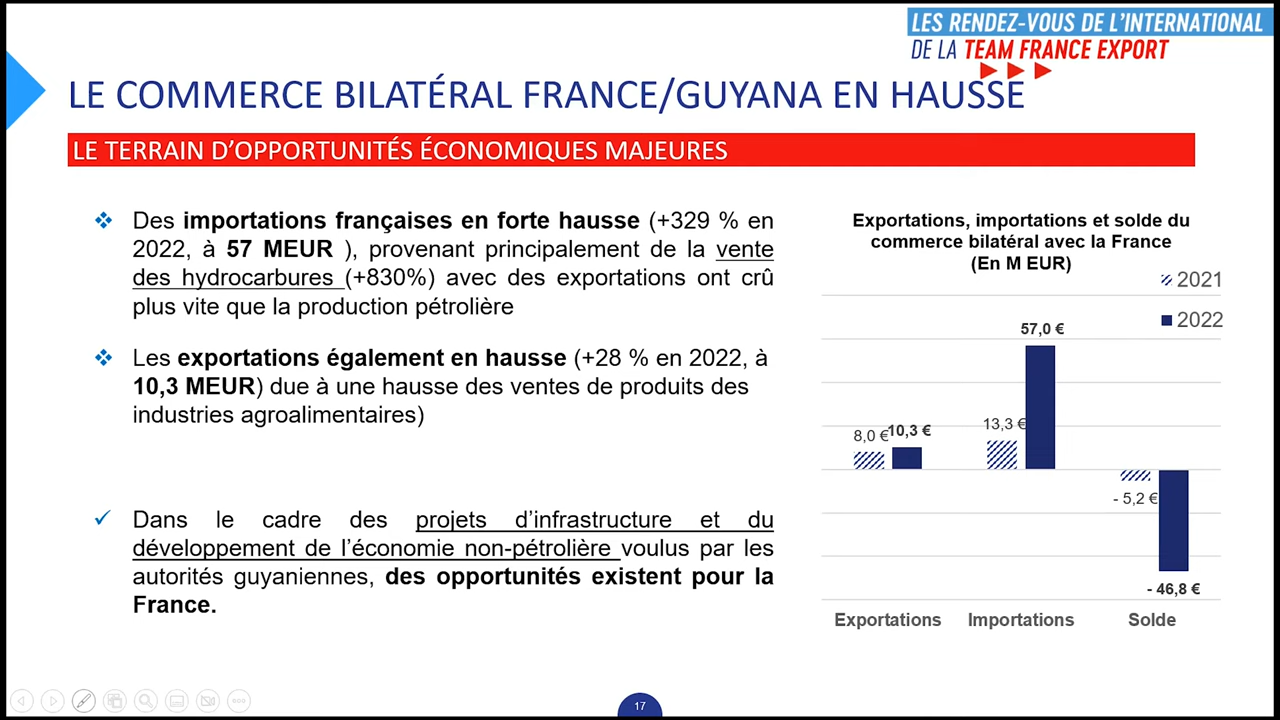 LES RENDEZ-VOUS DE L'INTERNATIONAL
DE LA TEAM FRANCE EXPORT
LE COMMERCE BILATÉRAL FRANCE/GUYANA EN HAUSSE
LE TERRAIN D'OPPORTUNITÉS ÉCONOMIQUES MAJEURES
Des importations françaises en forte hausse (+329 % en
2022, à 57 MEUR ), provenant principalement de la vente
des hydrocarbures (+830%) avec des exportations ont crû
plus vite que la production pétrolière
Les exportations également en hausse (+28 % en 2022, à
10,3 MEUR) due à une hausse des ventes de produits des
industries agroalimentaires)
Dans le cadre des projets d'infrastructure et du
développement de l'économie non-pétrolière voulus par les
autorités guyaniennes, des opportunités existent pour la
France.
Exportations, importations et solde du
commerce bilatéral avec la France
(En M EUR)
2021
2022
57,0 €
13,3 €
8,0 €
10,3 €
- 5,2 €
- 46,8 €
Exportations
Importations
Solde
17